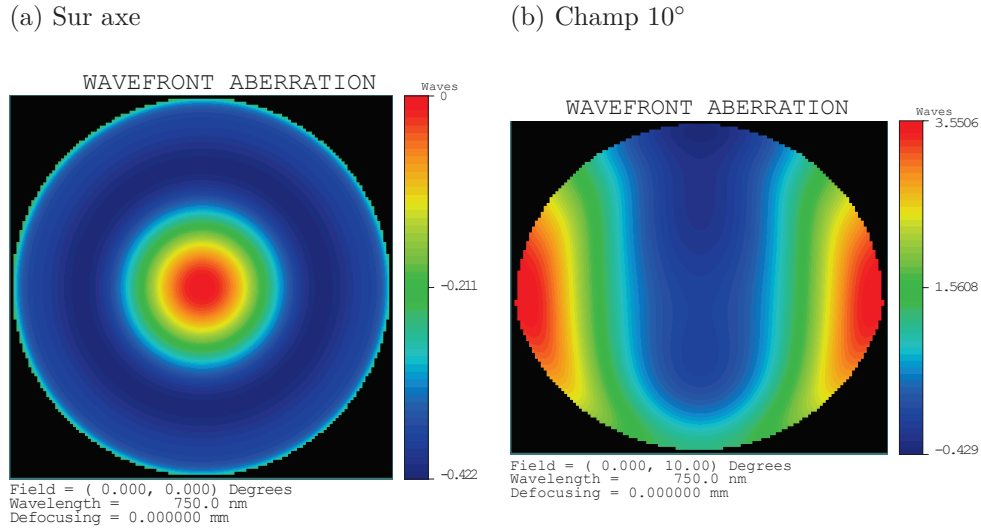 (a) Sur axe
WAVEFRONT ABERRATION
Waves
0
-0.211
-0.422
Field = ( 0.000, 0.000) Degrees
Wavelength = 750.0 nm
Defocusing = 0.000000 mm
(b) Champ 10°
WAVEFRONT ABERRATION
Waves
3.5506
1.5608
-0.429
Field = ( 0.000, 10.00) Degrees
Wavelength = 750.0 nm
Defocusing = 0.000000 mm